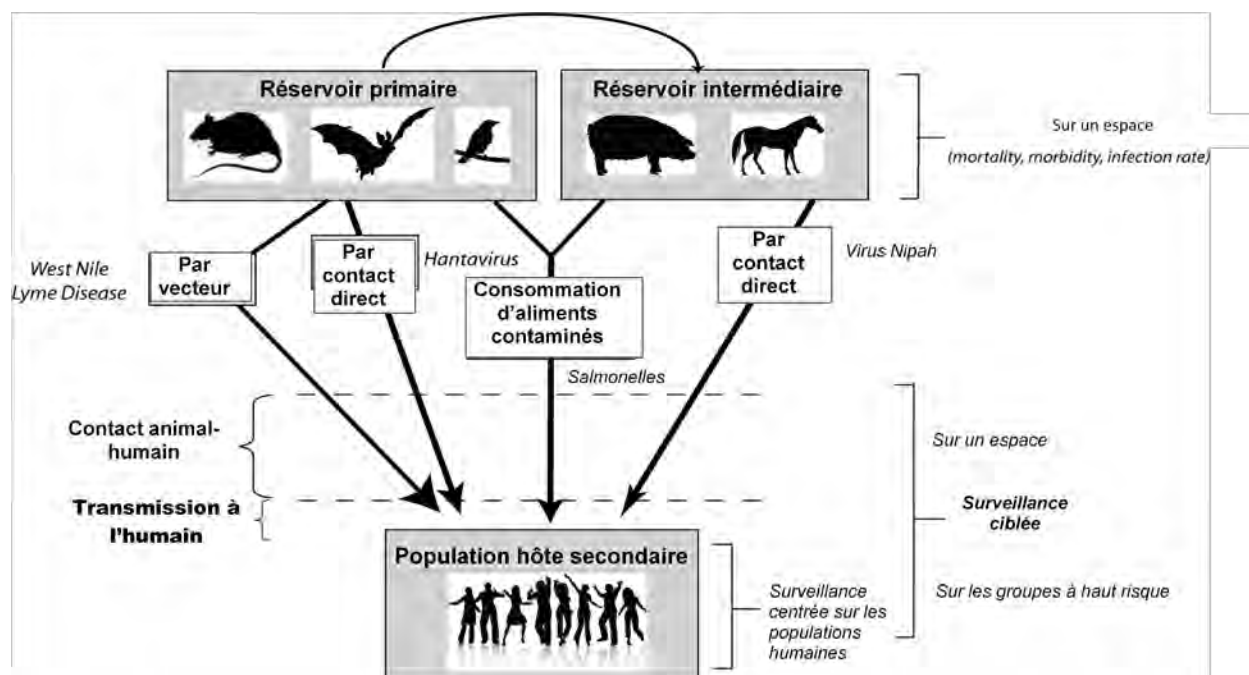 Réservoir primaire
Réservoir intermédiaire
Sur un espace
(mortality, morbidity, infection rate)
West Nile
Lyme Disease
Par
vecteur
Par
contact
direct
Hantavirus
Consommation
d'aliments
contaminés
Par
contact
direct
Virus Nipah
Salmonelles
Contact animal-
humain
Transmission à
l'humain
Sur un espace
Surveillance
ciblée
Sur les groupes à haut risque
Population hôte secondaire
Surveillance
centrée sur les
populations
humaines